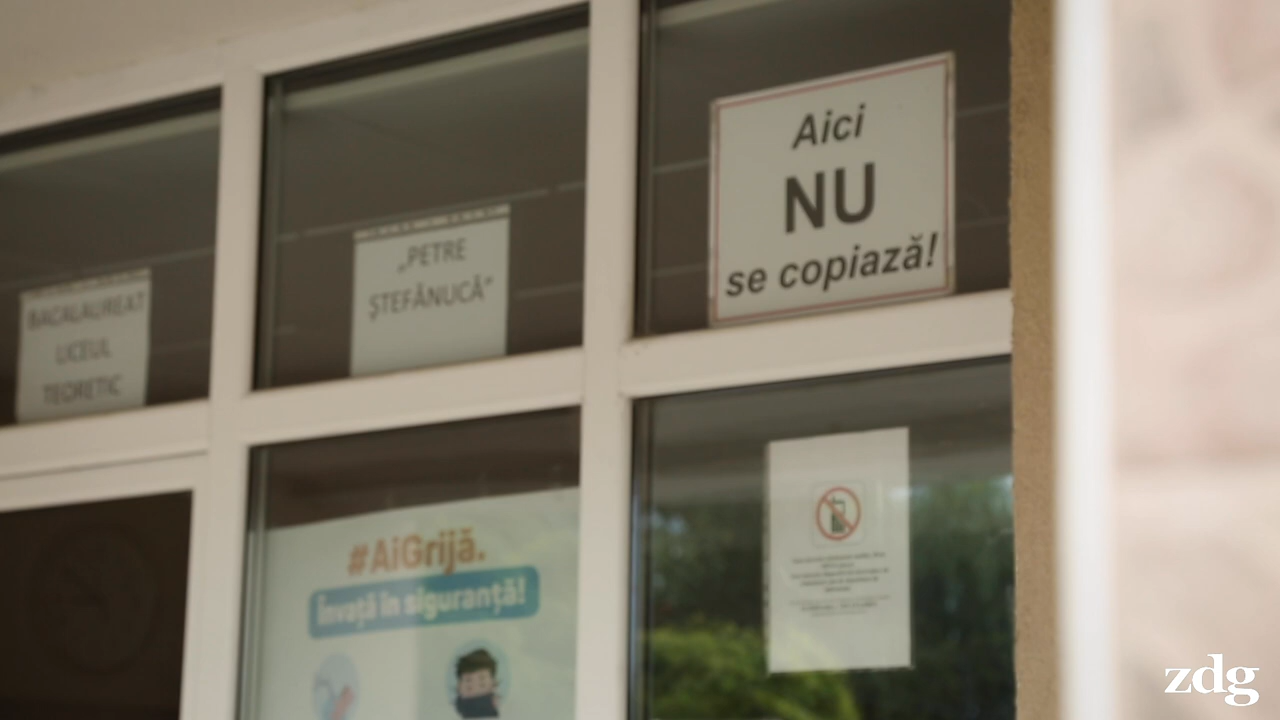 BACALAUREAT
LICEUL
TEORETIC
„PETRE
ȘTEFĂNUCĂ”
Aici
NU
se copiază!
#AiGrijă.
Învață în siguranță!
zdg